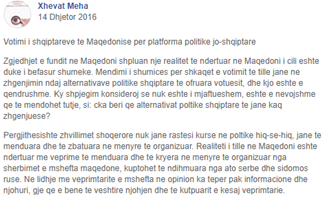 Xhevat Meha
14 Dhjetor 2016
Votimi i shqiptareve te Maqedonise per platforma politike jo-shqiptare
Zgjedhjet e fundit ne Maqedoni shpluan nje realitet te ndertuar ne Maqedoni i cili eshte
duke i befasur shumeke. Mendimi i shumices per shkaqet e votimit te tille jane ne
zhgenjimin ndaj alternativave politike shqiptare te ofruara votuesit, dhe kjo eshte e
qendrushme. Ky shpjegim konsideroj se nuk eshte i mjaftueshem, eshte e nevojshme
qe te mendohet tutje, si: cka beri qe alternativat poltike shqiptare te jane kaq
zhgenjuese?
Pergjithesishte zhvillimet shoqerore nuk jane rastesi kurse ne poltike hiq-se-hiq, jane te
menduara dhe te zbatuara ne menyre te organizuar. Realiteti i tille ne Maqedoni eshte
ndertuar me veprime te menduara dhe te kryera ne menyre te organizuar nga
sherbimet e mshefta maqedone, kuptohet te ndihmuara nga ato serbe dhe sidomos
ruse. Ne lidhje me veprimtarite e mshefta ne opinion ka teper pak informacione dhe
njohuri, gje qe e bene te veshtire njohjen dhe te kutpuarit e kesaj veprimtarie.